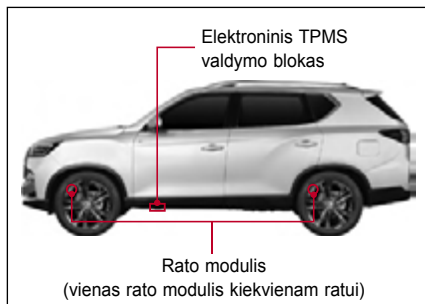 Elektroninis TPMS
valdymo blokas
Rato modulis
(vienas rato modulis kiekvienam ratui)